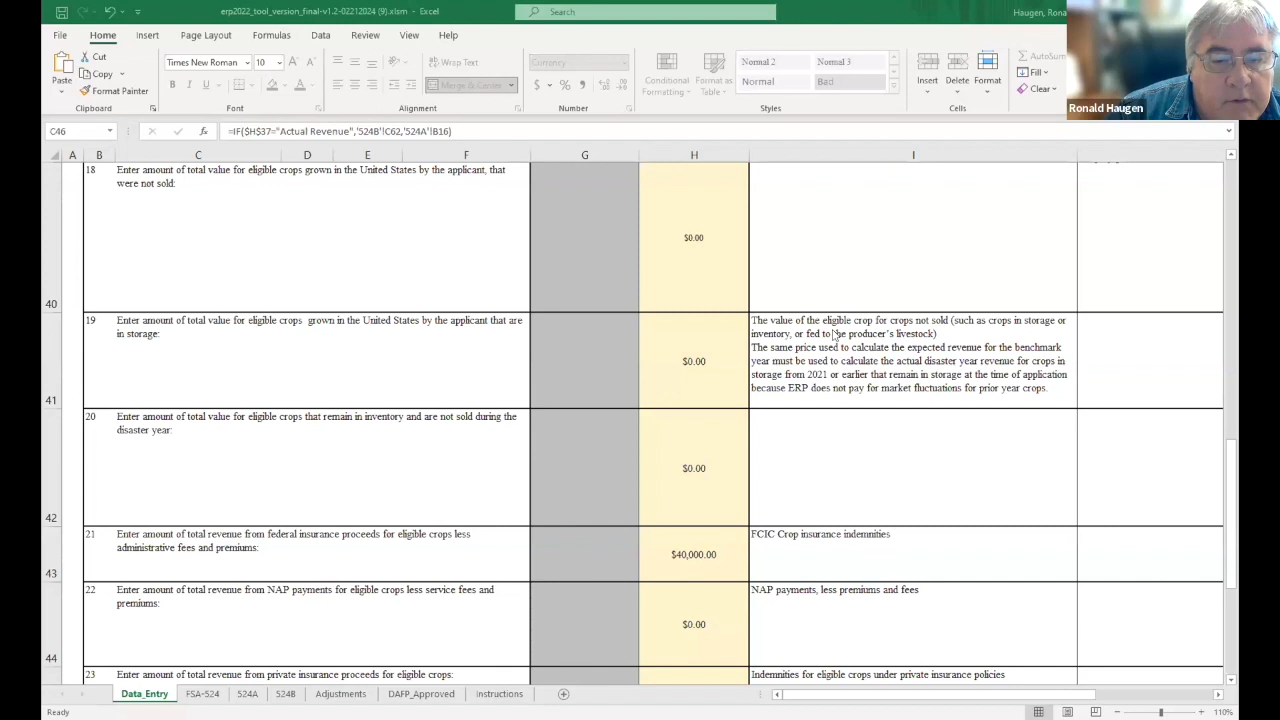 erp2022_tool_version_final-v1.2-02212024 (9).xlsm - Excel
Search
Haugen, Ron
File Home Insert Page Layout Formulas Data Review View Help
Paste
Cut
Copy
Format Painter
Clipboard
Times New Roman 10
B I U
Font
Wrap Text
Merge & Center
Alignment
Currency
$ % ,
Number
Conditional Formatting
Format as Table
Normal 2 Normal 3
Normal Bad
Styles
Insert Delete Format
Cells
AutoSum
Fill
Clear
Ronald Haugen
C46
fx
=IF($H$37="Actual Revenue",'524B'!C62,'524A'!B16)
A B C D E F G H I
18 Enter amount of total value for eligible crops grown in the United States by the applicant, that
were not sold:
$0.00
40
19 Enter amount of total value for eligible crops grown in the United States by the applicant that are
in storage:
$0.00
The value of the eligible crop for crops not sold (such as crops in storage or
inventory, or fed to the producer's livestock)
The same price used to calculate the expected revenue for the benchmark
year must be used to calculate the actual disaster year revenue for crops in
storage from 2021 or earlier that remain in storage at the time of application
because ERP does not pay for market fluctuations for prior year crops.
41
20 Enter amount of total value for eligible crops that remain in inventory and are not sold during the
disaster year:
$0.00
42
21 Enter amount of total revenue from federal insurance proceeds for eligible crops less
administrative fees and premiums:
$40,000.00
FCIC Crop insurance indemnities
43
22 Enter amount of total revenue from NAP payments for eligible crops less service fees and
premiums:
$0.00
NAP payments, less premiums and fees
44
23 Enter amount of total revenue from private insurance proceeds for eligible crops:
Indemnities for eligible crops under private insurance policies
Data_Entry FSA-524 524A 524B Adjustments DAFP_Approved Instructions
Ready
110%